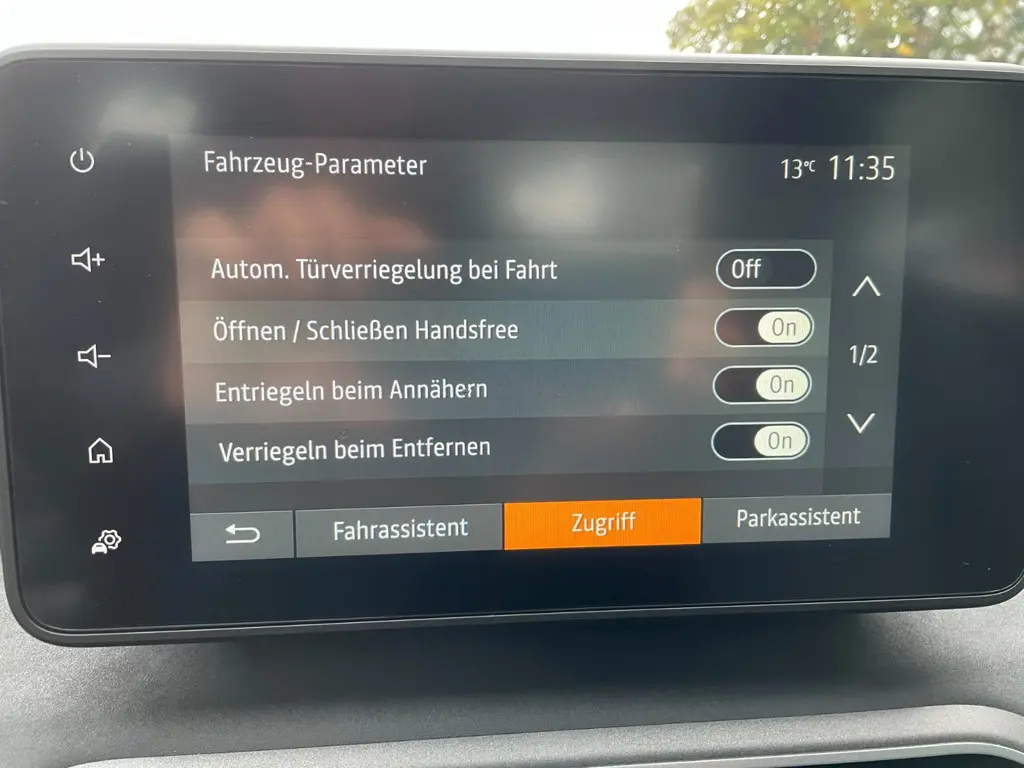 Fahrzeug-Parameter
13°C 11:35
Autom. Türverriegelung bei Fahrt Off
Öffnen / Schließen Handsfree On
Entriegeln beim Annähern On
1/2
Verriegeln beim Entfernen On
Fahrassistent Zugriff Parkassistent